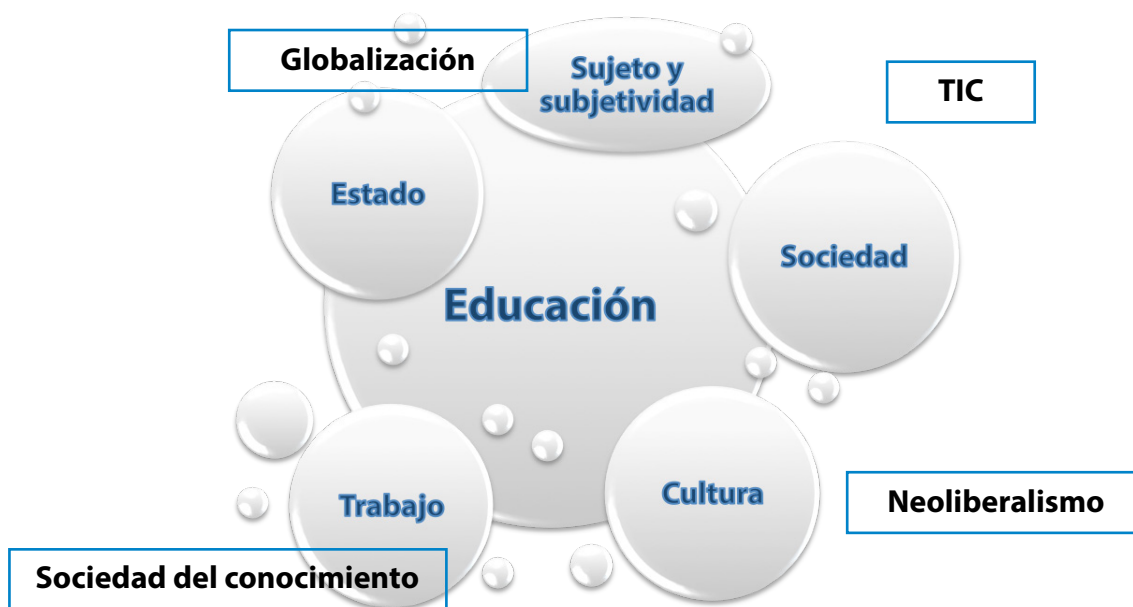 Globalización
Sujeto y
subjetividad
TIC
Estado
Sociedad
Educación
Trabajo
Cultura
Neoliberalismo
Sociedad del conocimiento